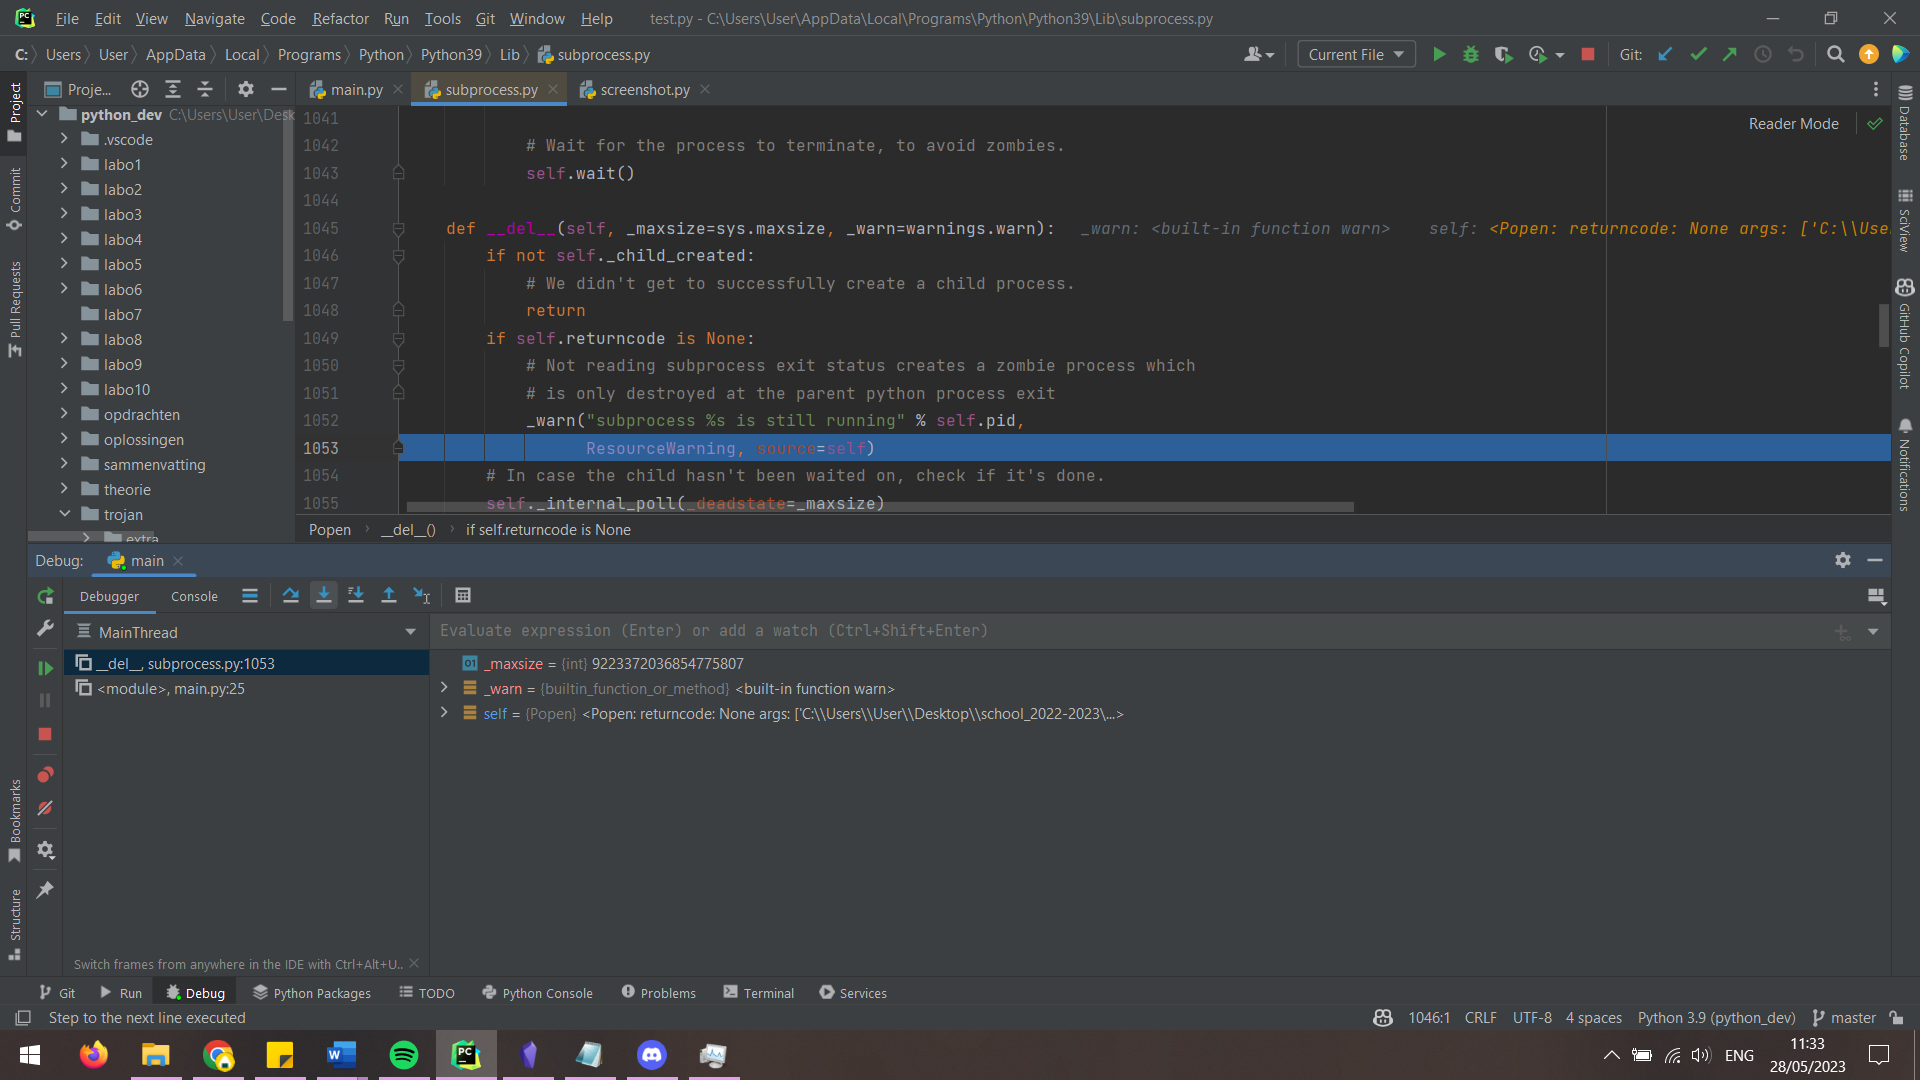 PC File Edit View Navigate Code Refactor Run Tools Git Window Help test.py - C:\Users\User\AppData\Local\Programs\Python\Python39\Lib\subprocess.py
C: Users User AppData Local Programs Python Python39 Lib subprocess.py Current File Git:
Project
Commit
Pull Requests
Bookmarks
Structure
Proje...
python_dev C:\Users\User\Desk
.vscode
labo1
labo2
labo3
labo4
labo5
labo6
labo7
labo8
labo9
labo10
opdrachten
oplossingen
sammenvatting
theorie
trojan
extra
main.py subprocess.py screenshot.py
Reader Mode
1041
1042 # Wait for the process to terminate, to avoid zombies.
1043 self.wait()
1044
1045 def __del__(self, _maxsize=sys.maxsize, _warn=warnings.warn): _warn: <built-in function warn> self: <Popen: returncode: None args: ['C:\\Use
1046 if not self._child_created:
1047 # We didn't get to successfully create a child process.
1048 return
1049 if self.returncode is None:
1050 # Not reading subprocess exit status creates a zombie process which
1051 # is only destroyed at the parent python process exit
1052 _warn("subprocess %s is still running" % self.pid,
1053 ResourceWarning, source=self)
1054 # In case the child hasn't been waited on, check if it's done.
1055 self._internal_poll(_deadstate=_maxsize)
Popen __del__() if self.returncode is None
Database
SciView
GitHub Copilot
Notifications
Debug: main
Debugger Console
MainThread
__del__, subprocess.py:1053
<module>, main.py:25
Switch frames from anywhere in the IDE with Ctrl+Alt+U..
Evaluate expression (Enter) or add a watch (Ctrl+Shift+Enter)
01 _maxsize = {int} 9223372036854775807
_warn = {builtin_function_or_method} <built-in function warn>
self = {Popen} <Popen: returncode: None args: ['C:\\Users\\User\\Desktop\\school_2022-2023\...>
Git Run Debug Python Packages TODO Python Console Problems Terminal Services
Step to the next line executed 1046:1 CRLF UTF-8 4 spaces Python 3.9 (python_dev) master
W PC ENG 11:33
28/05/2023